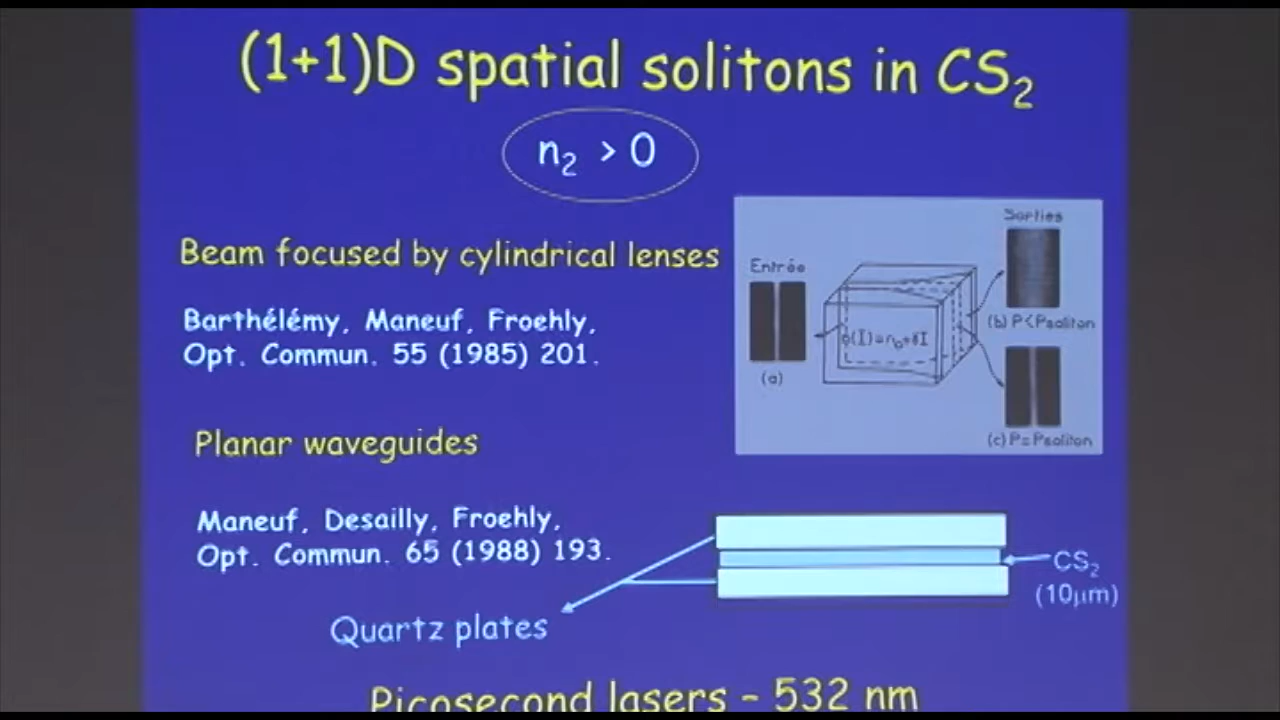 (1+1)D spatial solitons in CS₂
n₂ > 0
Beam focused by cylindrical lenses
Barthélémy, Maneuf, Froehly,
Opt. Commun. 55 (1985) 201.
Sorties
Entrée
n(I)=n₀+δI
(a)
(b) P<Psoliton
(c) P=Psoliton
Planar waveguides
Maneuf, Desailly, Froehly,
Opt. Commun. 65 (1988) 193.
CS₂
(10μm)
Quartz plates
Picosecond lasers – 532 nm